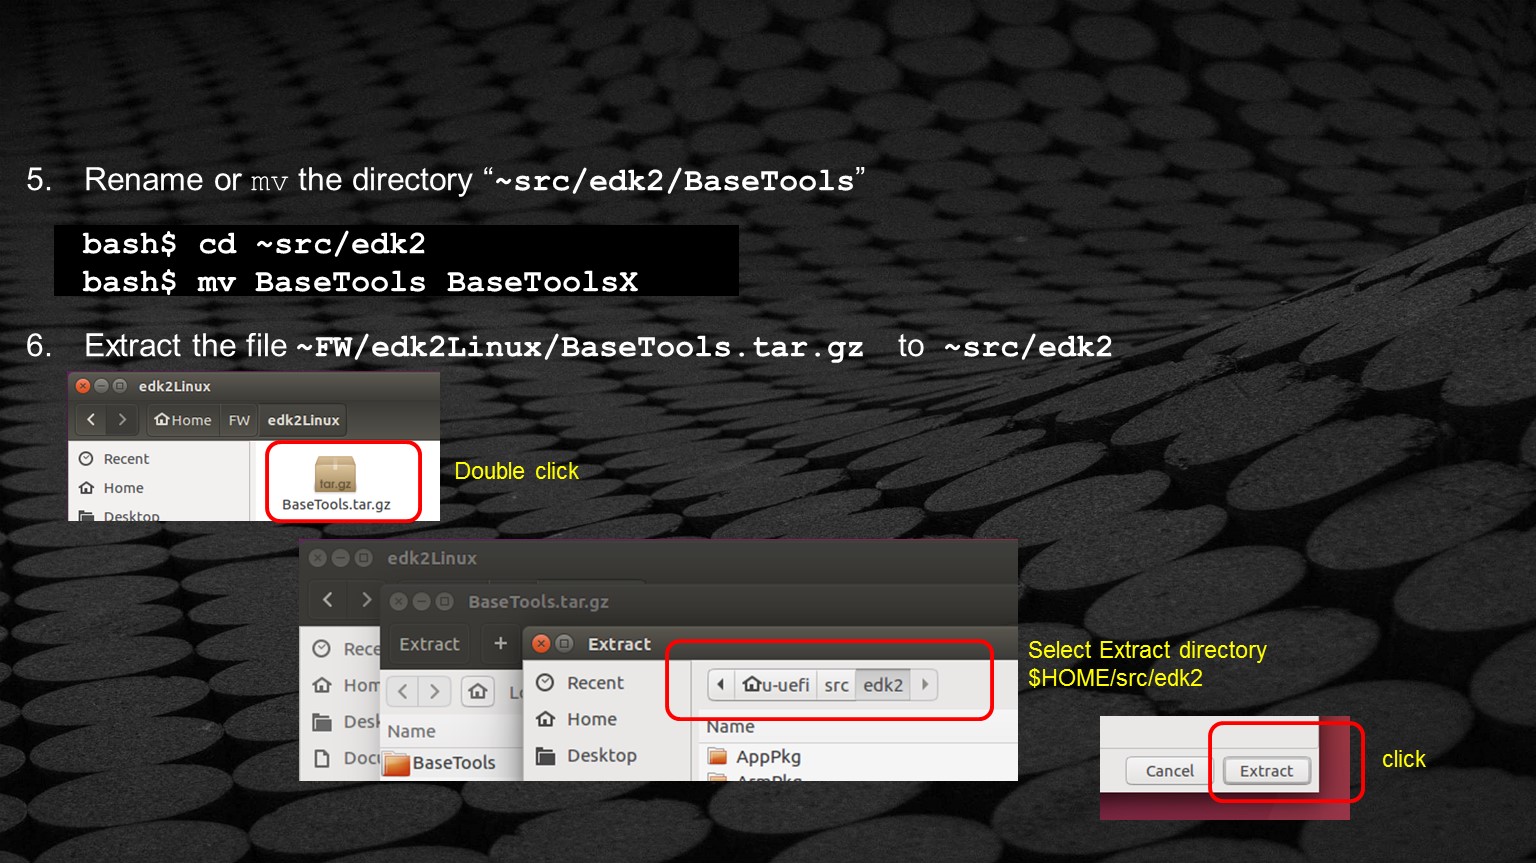 5. Rename or mv the directory “~src/edk2/BaseTools”
bash$ cd ~src/edk2
bash$ mv BaseTools BaseToolsX
6. Extract the file ~FW/edk2Linux/BaseTools.tar.gz to ~src/edk2
edk2Linux
Home FW edk2Linux
Recent
Home
Desktop
tar.gz
BaseTools.tar.gz
Double click
edk2Linux
BaseTools.tar.gz
Extract +
Rece
Hom
Desk
Docu
Lo
Name
BaseTools
Extract
Recent
Home
Desktop
u-uefi src edk2
Name
AppPkg
ArmPkg
Select Extract directory
$HOME/src/edk2
Cancel Extract
click